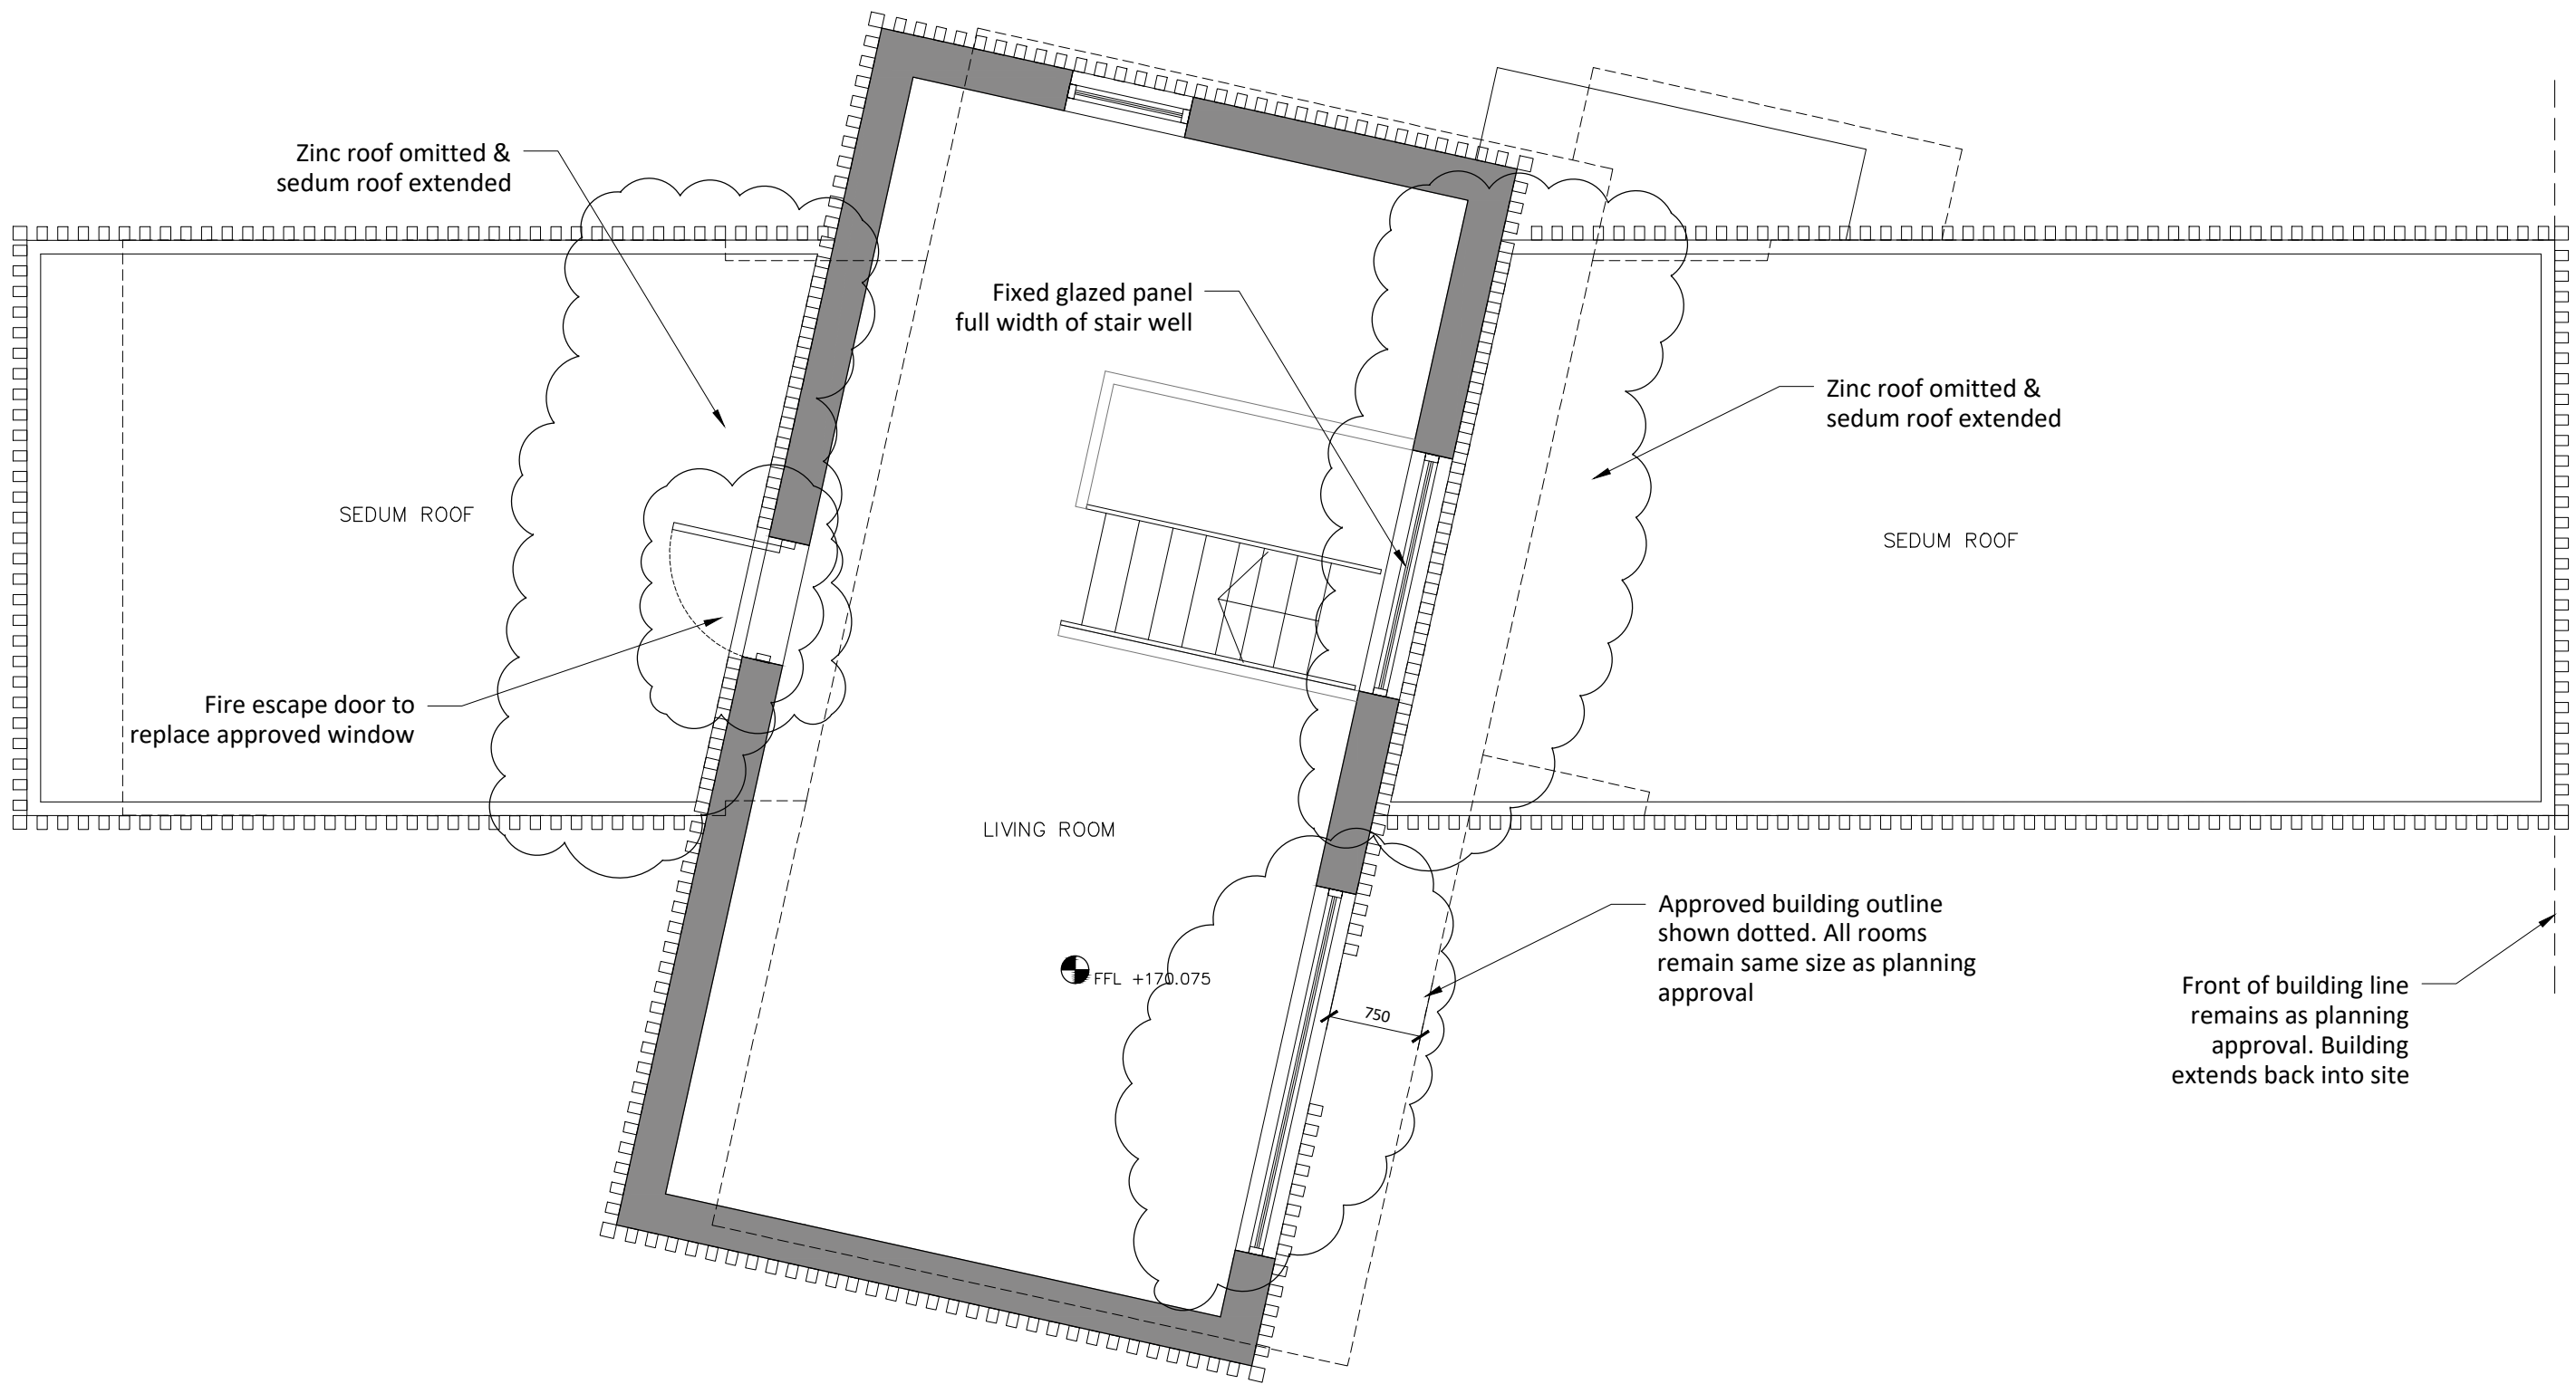 Zinc roof omitted &
sedum roof extended
Fixed glazed panel
full width of stair well
Zinc roof omitted &
sedum roof extended
SEDUM ROOF
SEDUM ROOF
Fire escape door to
replace approved window
LIVING ROOM
Approved building outline
shown dotted. All rooms
remain same size as planning
approval
FFL +170.075
750
Front of building line
remains as planning
approval. Building
extends back into site